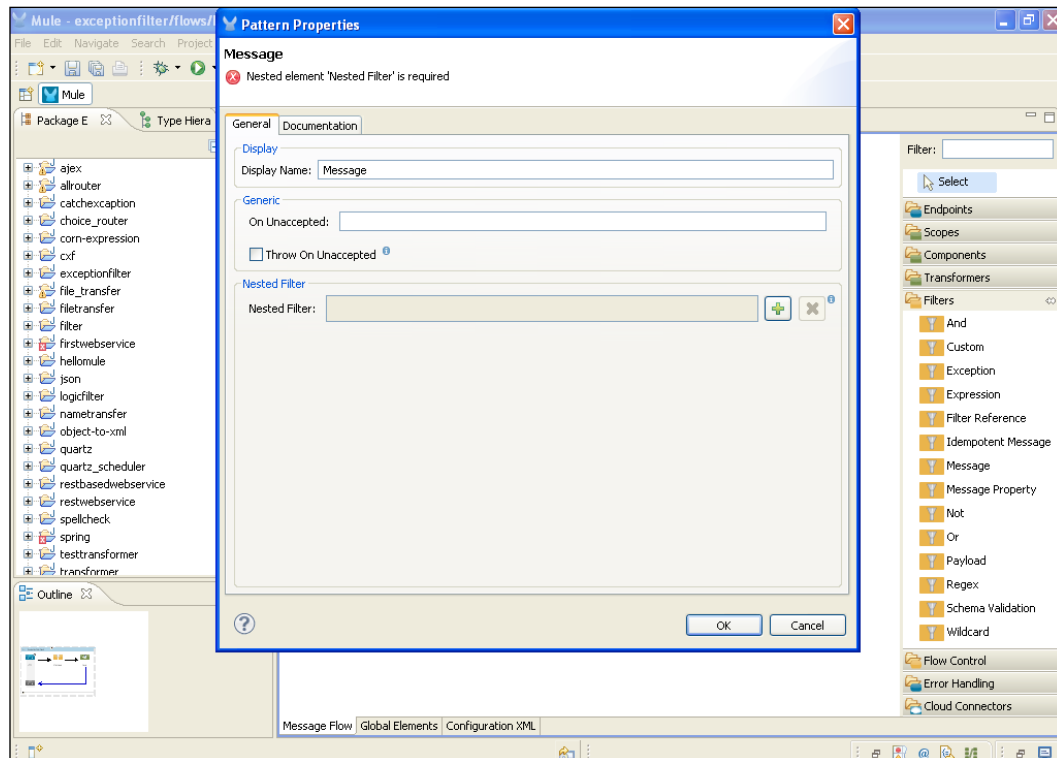 Mule - exceptionfilter/flows/
Pattern Properties
File Edit Navigate Search Project
Message
Nested element 'Nested Filter' is required
Mule
Package E
Type Hiera
General
Documentation
Filter:
Display
Display Name: Message
Select
Generic
On Unaccepted:
Throw On Unaccepted
Nested Filter
Nested Filter:
ajex
allrouter
catchexcaption
choice_router
corn-expression
cxf
exceptionfilter
file_transfer
filetransfer
filter
firstwebservice
hellomule
json
logicfilter
nametransfer
object-to-xml
quartz
quartz_scheduler
restbasedwebservice
restwebservice
spellcheck
spring
testtransformer
transformer
Endpoints
Scopes
Components
Transformers
Filters
And
Custom
Exception
Expression
Filter Reference
Idempotent Message
Message
Message Property
Not
Or
Payload
Regex
Schema Validation
Wildcard
Flow Control
Error Handling
Cloud Connectors
Outline
OK
Cancel
Message Flow
Global Elements
Configuration XML